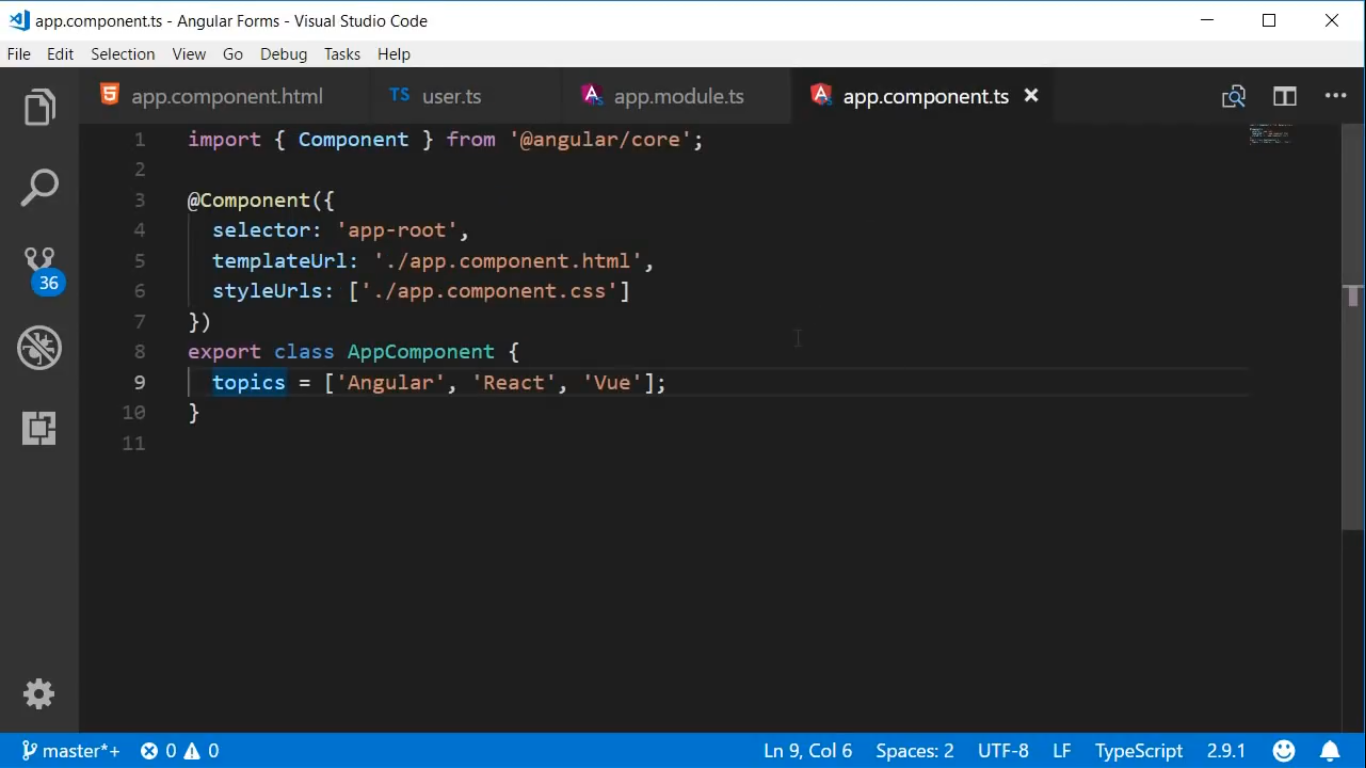 app.component.ts - Angular Forms - Visual Studio Code
File Edit Selection View Go Debug Tasks Help
app.component.html TS user.ts app.module.ts app.component.ts
1 import { Component } from '@angular/core';
2
3 @Component({
4 selector: 'app-root',
5 templateUrl: './app.component.html',
6 styleUrls: ['./app.component.css']
7 })
8 export class AppComponent {
9 topics = ['Angular', 'React', 'Vue'];
10 }
11
36
master*+ 0 0 Ln 9, Col 6 Spaces: 2 UTF-8 LF TypeScript 2.9.1